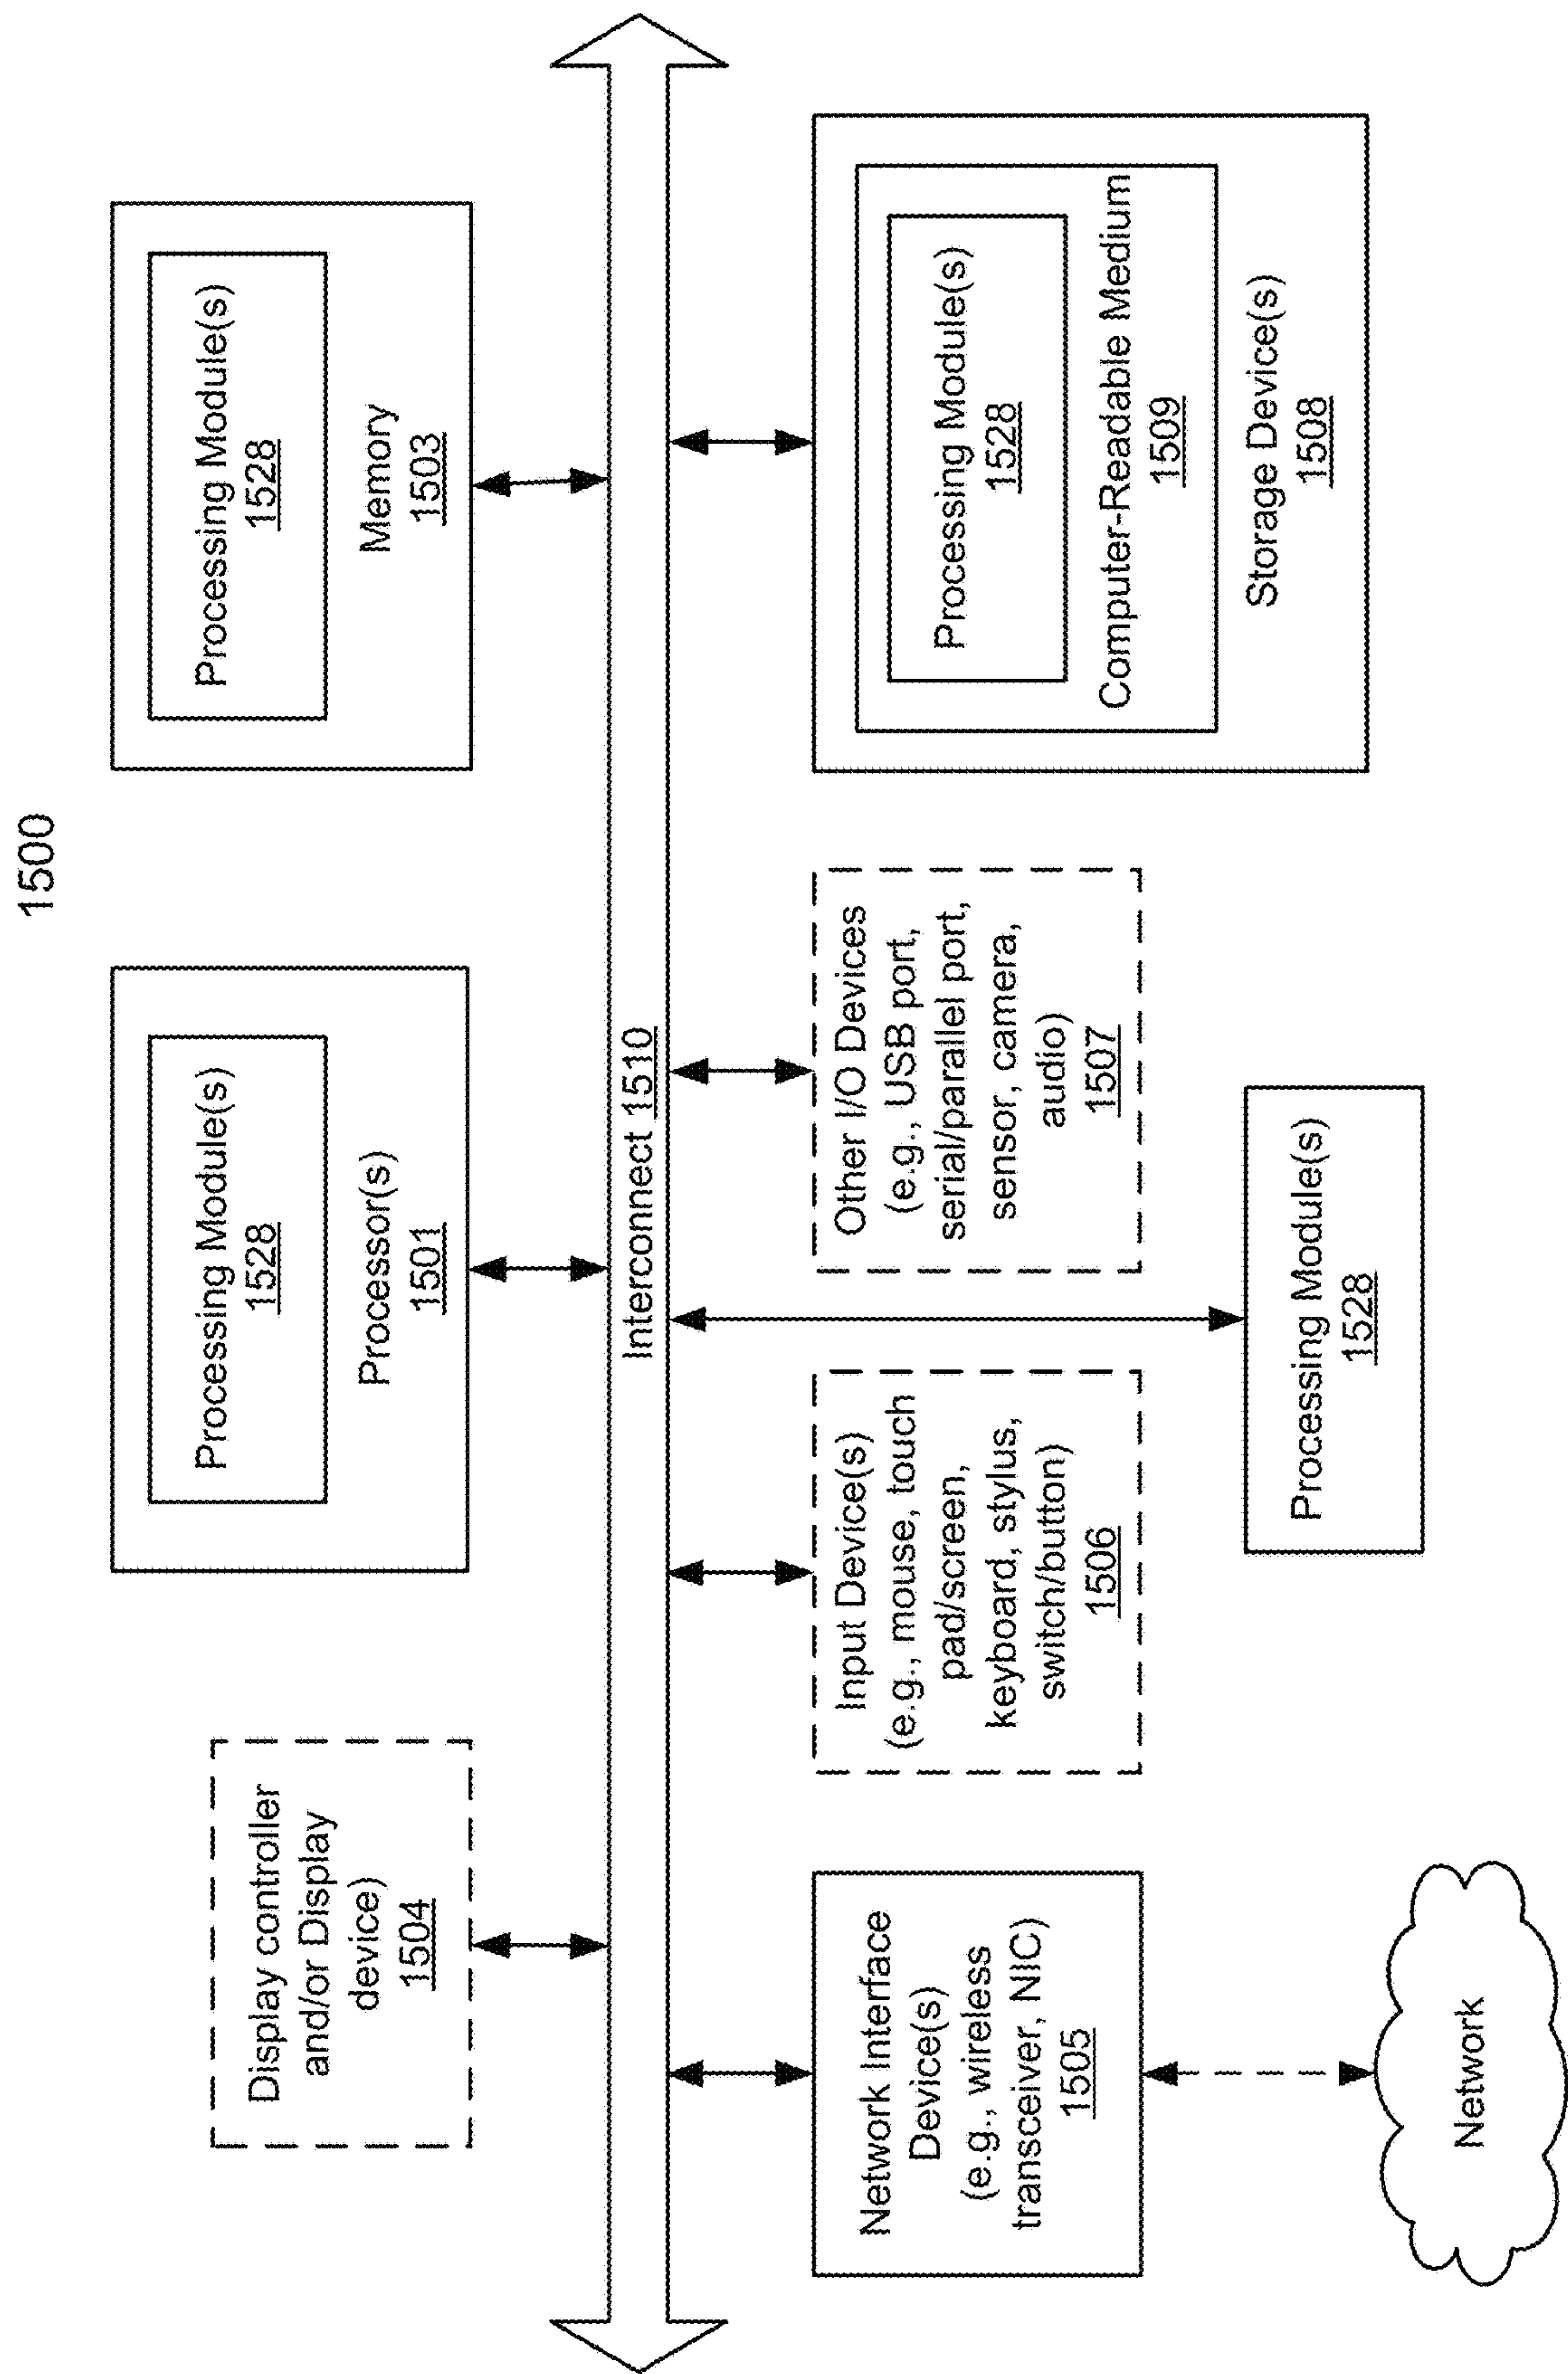 1500
Display controller
and/or Display
device)
1504
Processing Module(s)
1528
Processor(s)
1501
Processing Module(s)
1528
Memory
1503
Interconnect 1510
Network Interface
Device(s)
(e.g., wireless
transceiver, NIC)
1505
Input Device(s)
(e.g., mouse, touch
pad/screen,
keyboard, stylus,
switch/button)
1506
Other I/O Devices
(e.g., USB port,
serial/parallel port,
sensor, camera,
audio)
1507
Processing Module(s)
1528
Computer-Readable Medium
1509
Storage Device(s)
1508
Network
Processing Module(s)
1528